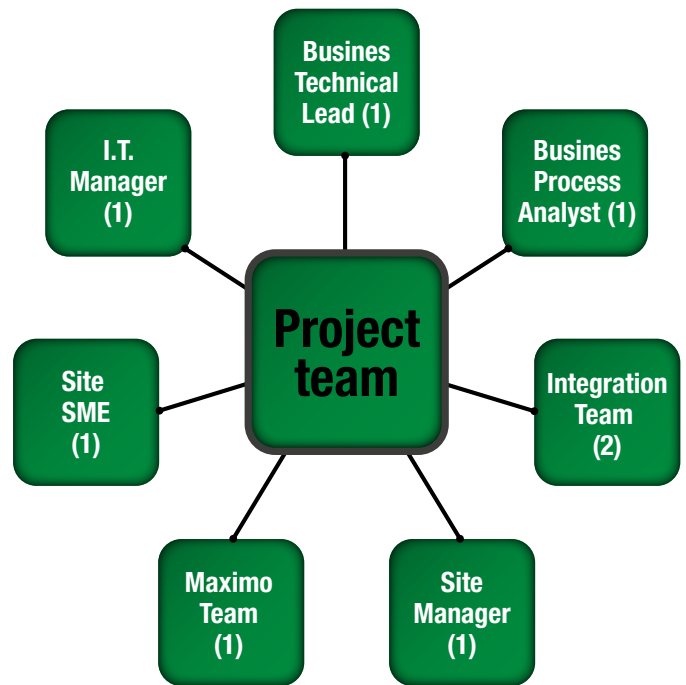 Busines
Technical
Lead (1)
I.T.
Manager
(1)
Busines
Process
Analyst (1)
Project
team
Site
SME
(1)
Integration
Team
(2)
Maximo
Team
(1)
Site
Manager
(1)